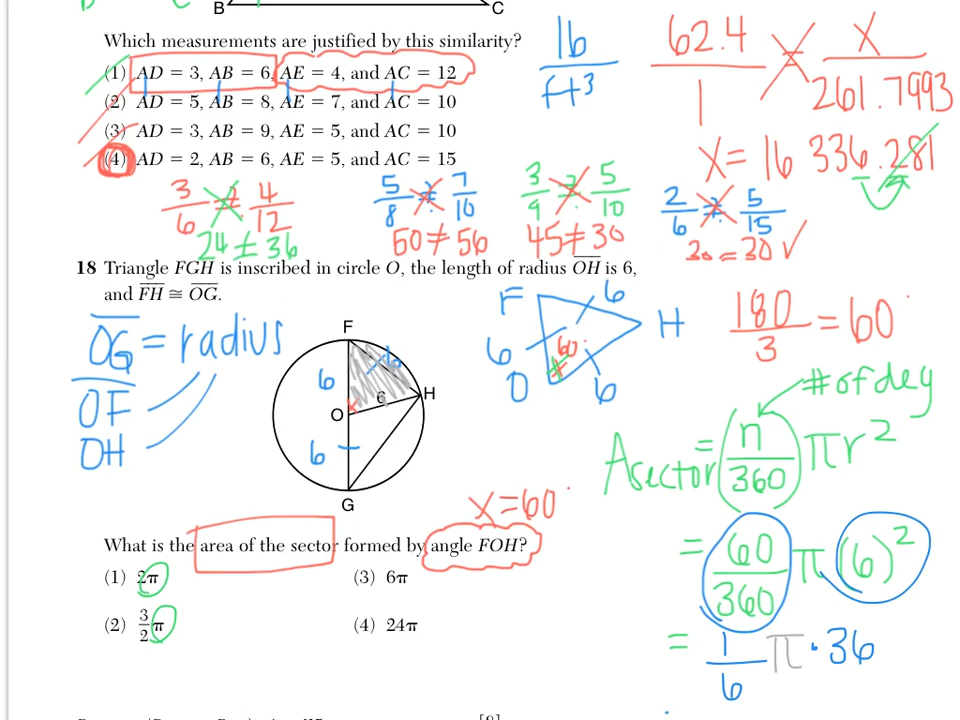 B C
Which measurements are justified by this similarity?
(1) AD = 3, AB = 6, AE = 4, and AC = 12
(2) AD = 5, AB = 8, AE = 7, and AC = 10
(3) AD = 3, AB = 9, AE = 5, and AC = 10
(4) AD = 2, AB = 6, AE = 5, and AC = 15
lb/ft3 62.4/1 x/261.7993
x = 16 336.281
3/6 ≟ 4/12 5/8 ≟ 7/10 3/9 ≟ 5/10 2/6 ≟ 5/15
24 ≠ 36 50 ≠ 56 45 ≠ 30 30 = 30 ✓
18 Triangle FGH is inscribed in circle O, the length of radius OH is 6,
and FH ≅ OG.
OG = radius
OF
OH
F
6
O
H
6
G
6
F 6 H
6 60 6
O
180/3 = 60°
# of deg
A sector = (n/360) πr²
x = 60°
= 60/360 π (6)²
= 1/6 π · 36
What is the area of the sector formed by angle FOH?
(1) 2π (3) 6π
(2) 3/2 π (4) 24π